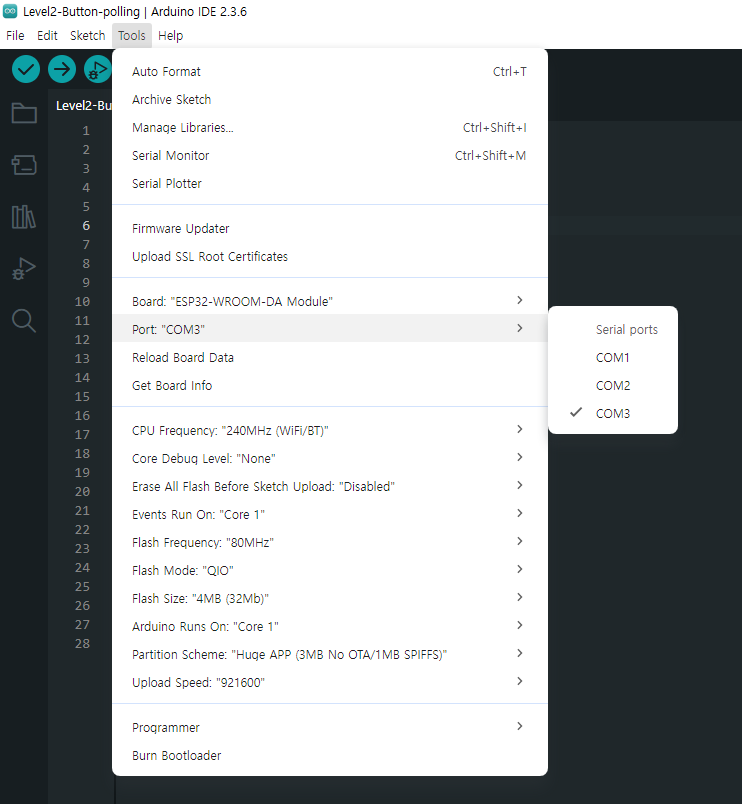 Level2-Button-polling | Arduino IDE 2.3.6
File Edit Sketch Tools Help
Level2-Bu
Auto Format Ctrl+T
Archive Sketch
Manage Libraries... Ctrl+Shift+I
Serial Monitor Ctrl+Shift+M
Serial Plotter
Firmware Updater
Upload SSL Root Certificates
Board: "ESP32-WROOM-DA Module"
Port: "COM3"
Reload Board Data
Get Board Info
CPU Frequency: "240MHz (WiFi/BT)"
Core Debug Level: "None"
Erase All Flash Before Sketch Upload: "Disabled"
Events Run On: "Core 1"
Flash Frequency: "80MHz"
Flash Mode: "QIO"
Flash Size: "4MB (32Mb)"
Arduino Runs On: "Core 1"
Partition Scheme: "Huge APP (3MB No OTA/1MB SPIFFS)"
Upload Speed: "921600"
Programmer
Burn Bootloader
Serial ports
COM1
COM2
COM3
1
2
3
4
5
6
7
8
9
10
11
12
13
14
15
16
17
18
19
20
21
22
23
24
25
26
27
28